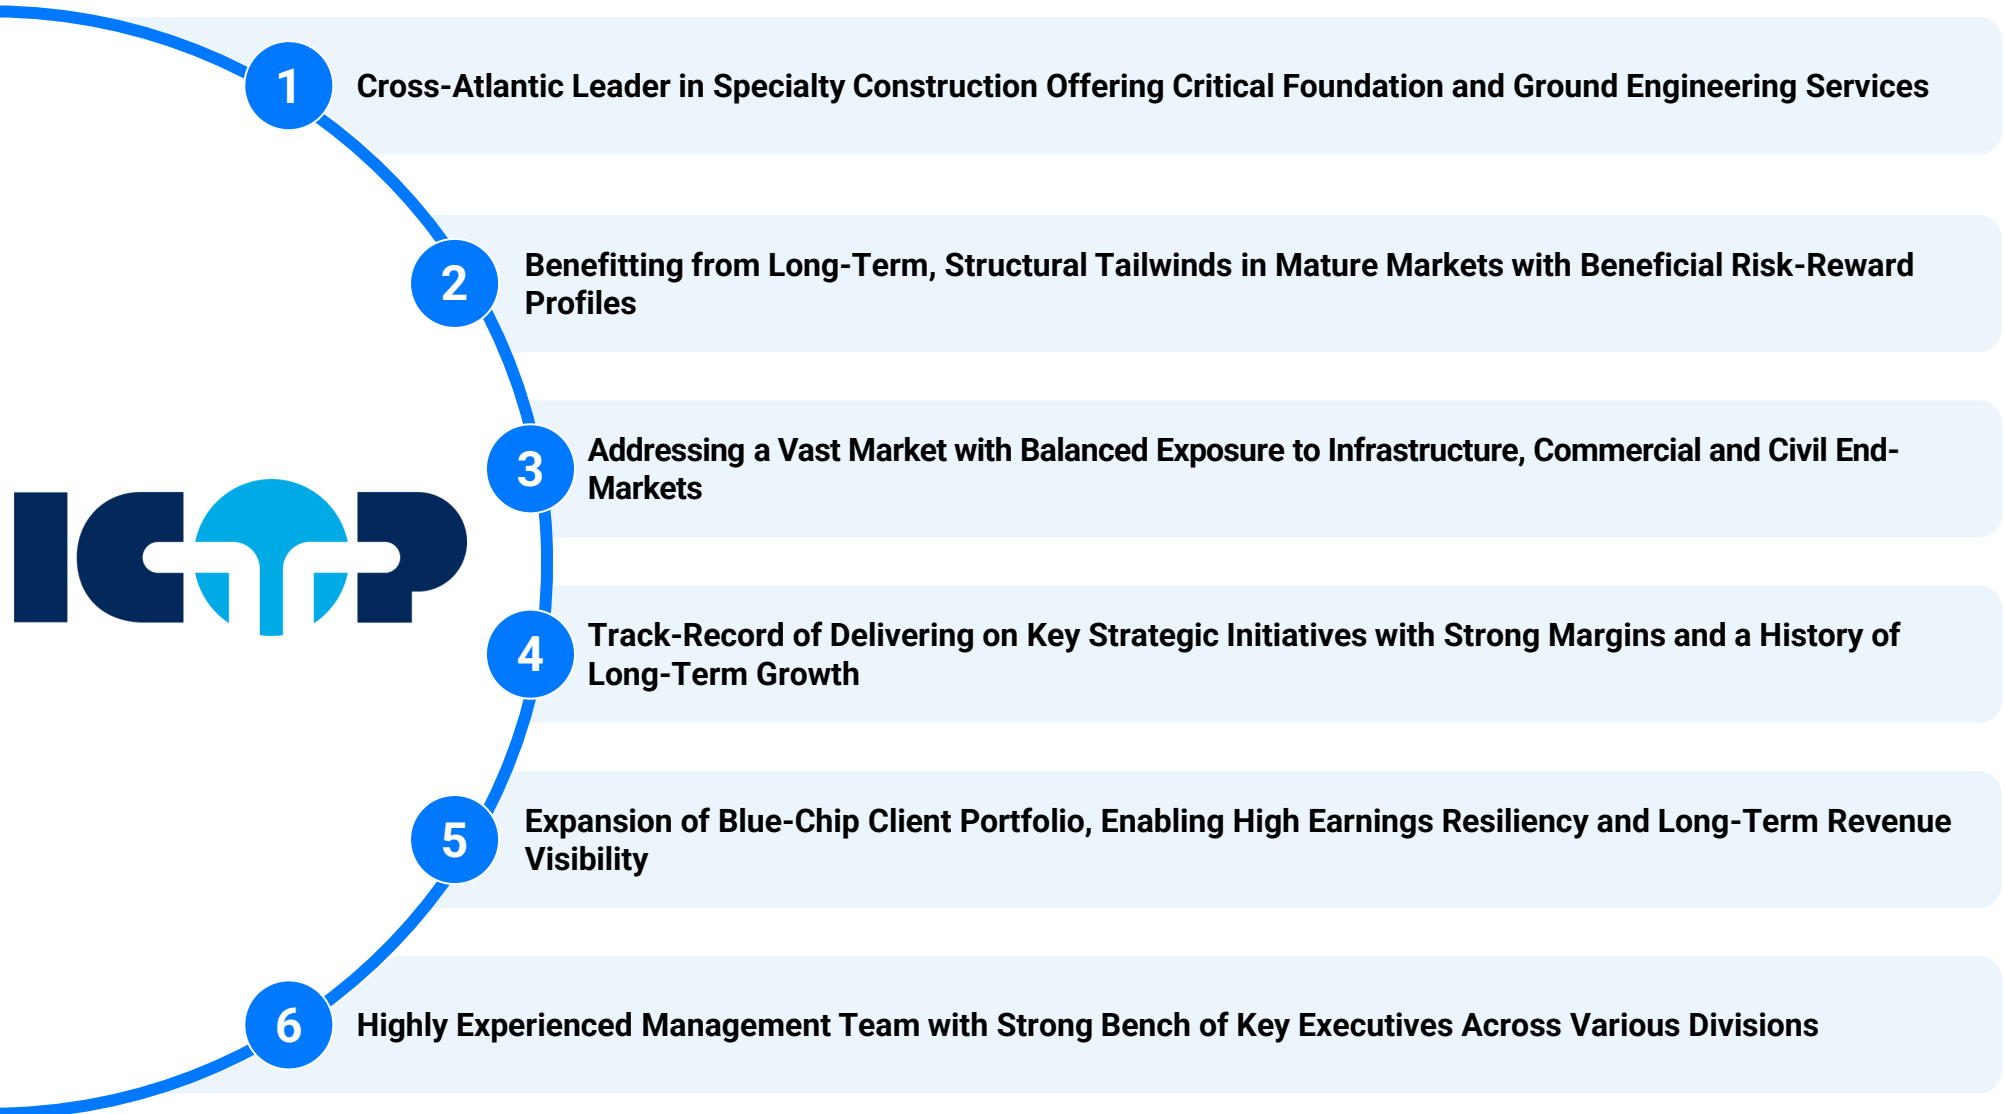 1
Cross-Atlantic Leader in Specialty Construction Offering Critical Foundation and Ground Engineering Services
2
Benefitting from Long-Term, Structural Tailwinds in Mature Markets with Beneficial Risk-Reward
Profiles
3
Addressing a Vast Market with Balanced Exposure to Infrastructure, Commercial and Civil End-
Markets
ICOP
4
Track-Record of Delivering on Key Strategic Initiatives with Strong Margins and a History of
Long-Term Growth
5
Expansion of Blue-Chip Client Portfolio, Enabling High Earnings Resiliency and Long-Term Revenue
Visibility
6
Highly Experienced Management Team with Strong Bench of Key Executives Across Various Divisions